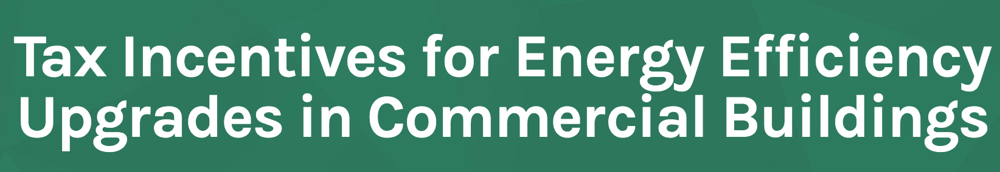 Tax Incentives for Energy Efficiency
Upgrades in Commercial Buildings